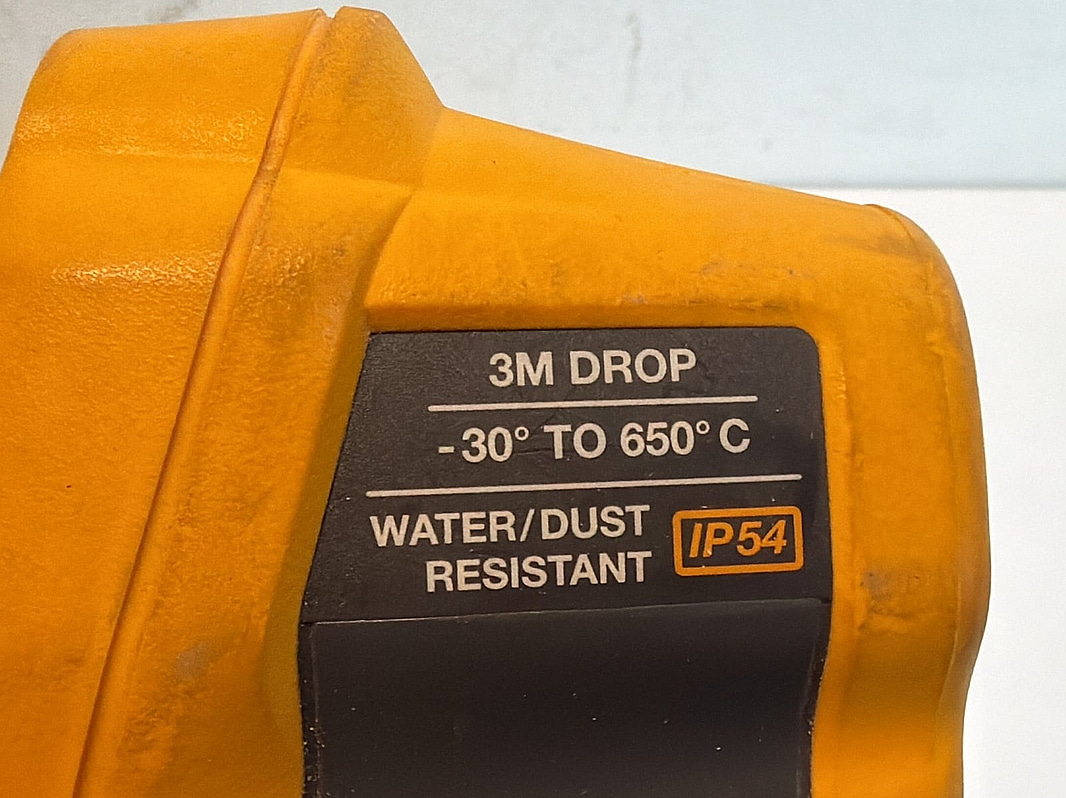 3M DROP
-30° TO 650° C
WATER/DUST
RESISTANT
IP54